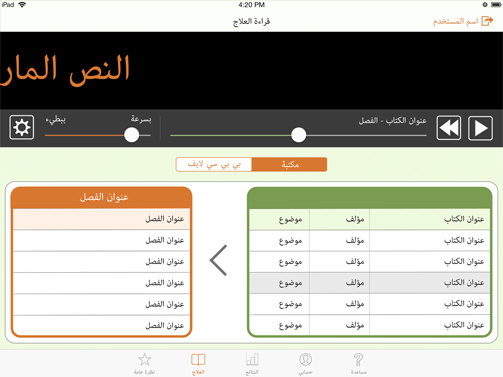 iPad
4:20 PM
اسم المستخدم
قراءة العلاج
النص المار
عنوان الكتاب - الفصل
بسرعة
ببطيء
مكتبة
بي بي سي لايف
عنوان الكتاب مؤلف موضوع
عنوان الكتاب مؤلف موضوع
عنوان الكتاب مؤلف موضوع
عنوان الكتاب مؤلف موضوع
عنوان الكتاب مؤلف موضوع
عنوان الكتاب مؤلف موضوع
عنوان الفصل
عنوان الفصل
عنوان الفصل
عنوان الفصل
عنوان الفصل
عنوان الفصل
عنوان الفصل
مساعدة
حسابي
النتائج
العلاج
نظرة عامة